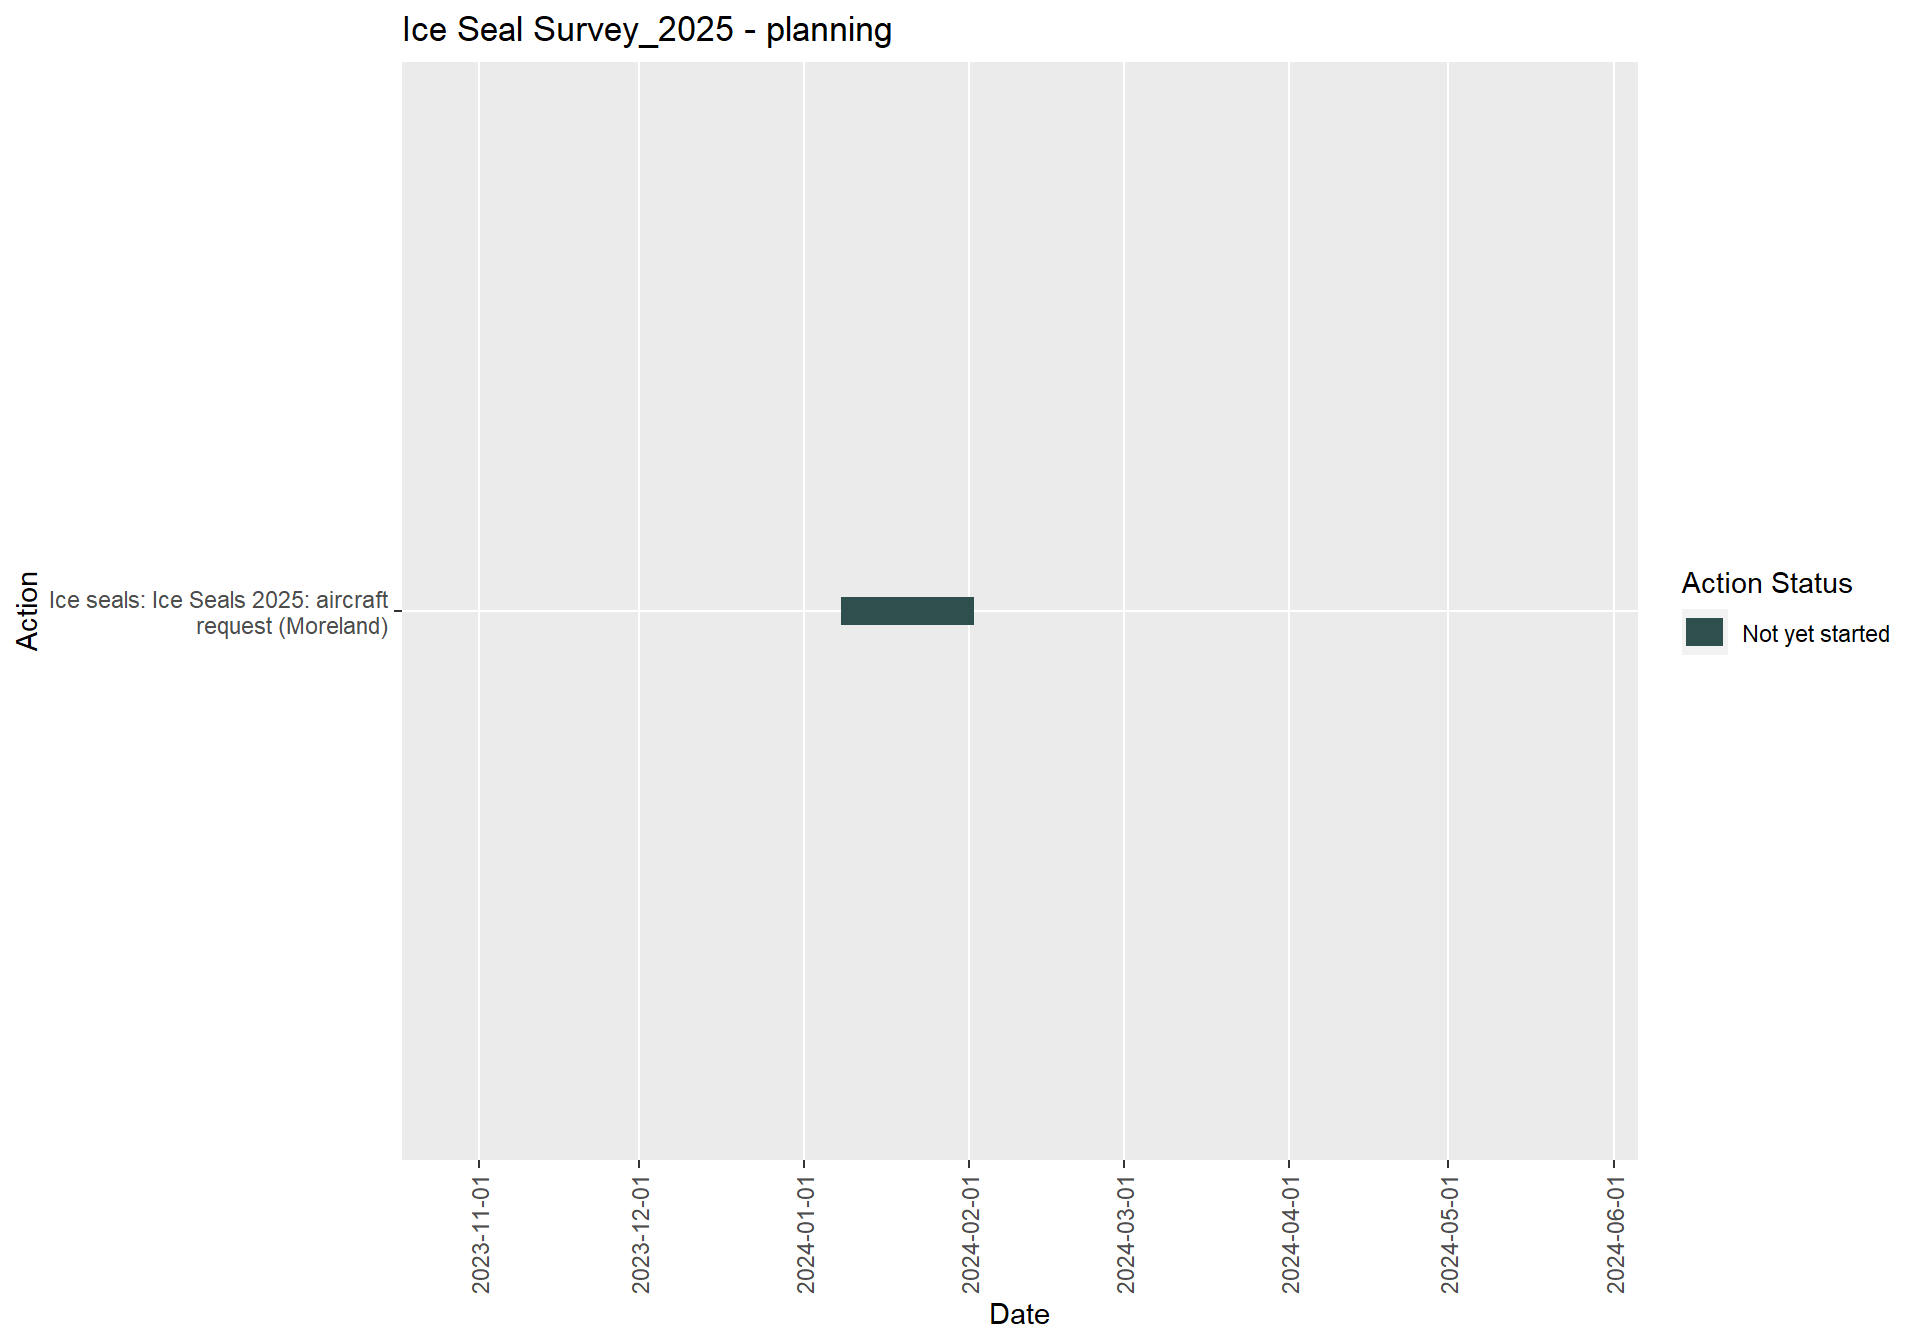 Ice Seal Survey_2025 - planning
Action
Ice seals: Ice Seals 2025: aircraft
request (Moreland)
Action Status
Not yet started
2023-11-01
2023-12-01
2024-01-01
2024-02-01
2024-03-01
2024-04-01
2024-05-01
2024-06-01
Date